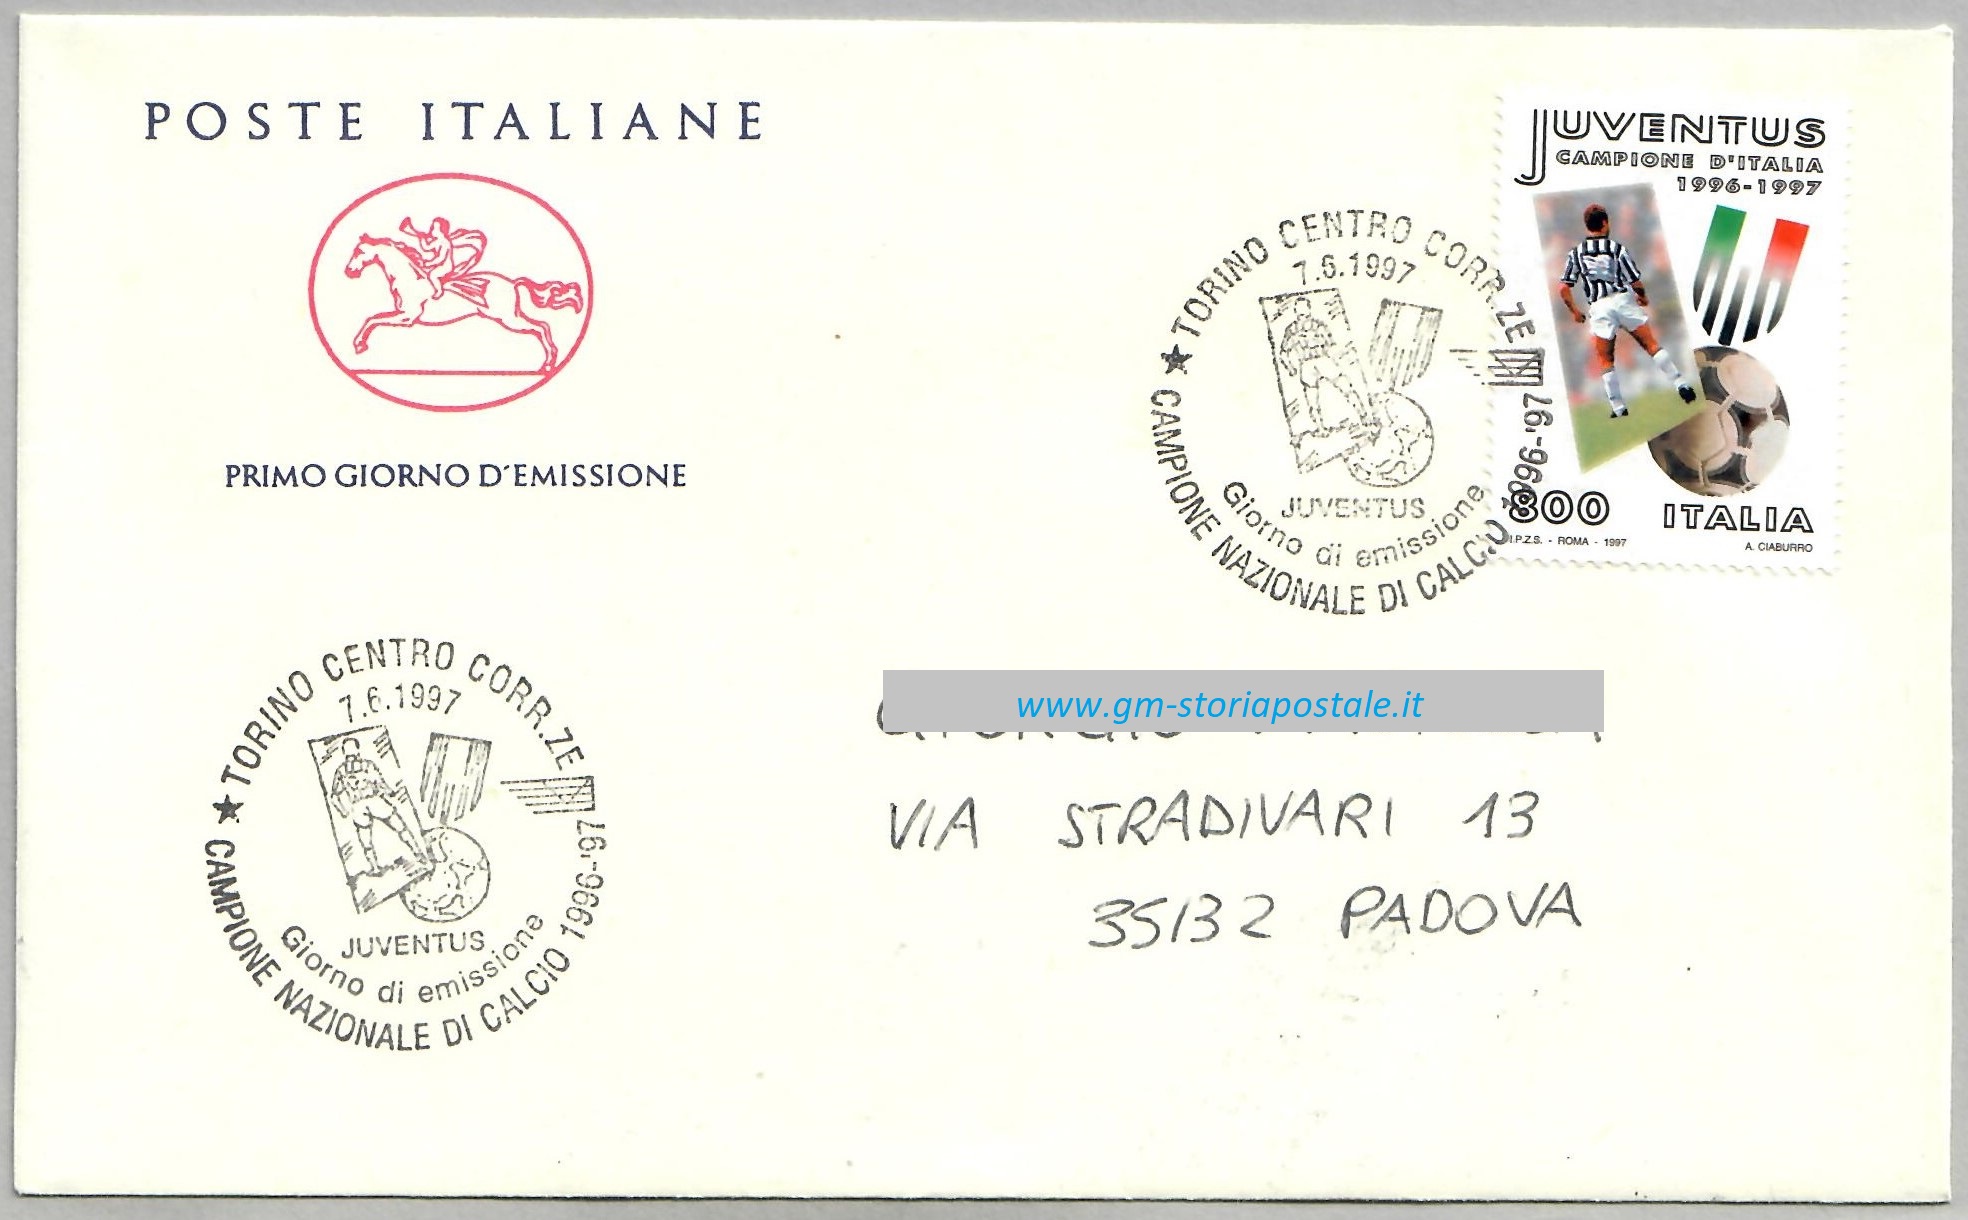 POSTE ITALIANE
PRIMO GIORNO D'EMISSIONE
JUVENTUS
CAMPIONE D'ITALIA
1996-1997
800 ITALIA
I.P.Z.S. - ROMA - 1997 A. CIABURRO
★ TORINO CENTRO CORR.ZE
7.6.1997
JUVENTUS
Giorno di emissione
CAMPIONE NAZIONALE DI CALCIO 1996-'97
★ TORINO CENTRO CORR.ZE
7.6.1997
JUVENTUS
Giorno di emissione
CAMPIONE NAZIONALE DI CALCIO 1996-'97
www.gm-storiapostale.it
VIA STRADIVARI 13
35132 PADOVA